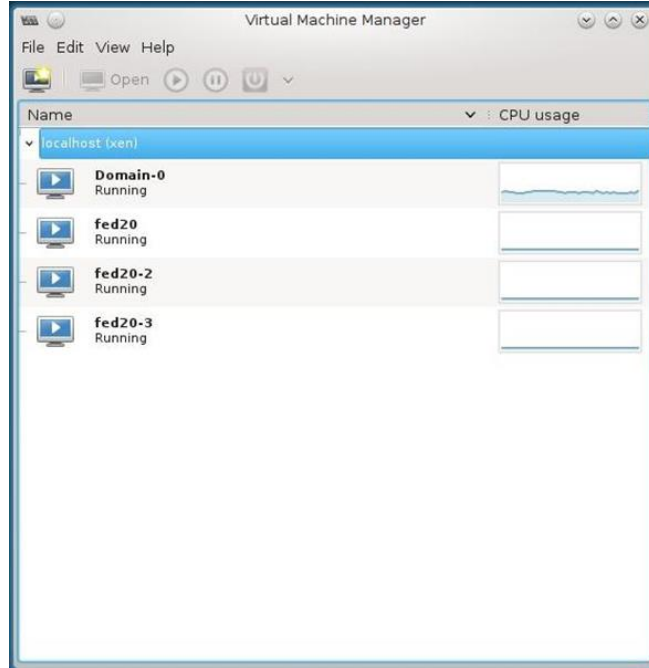 Virtual Machine Manager
File Edit View Help
Open
Name CPU usage
localhost (xen)
Domain-0
Running
fed20
Running
fed20-2
Running
fed20-3
Running